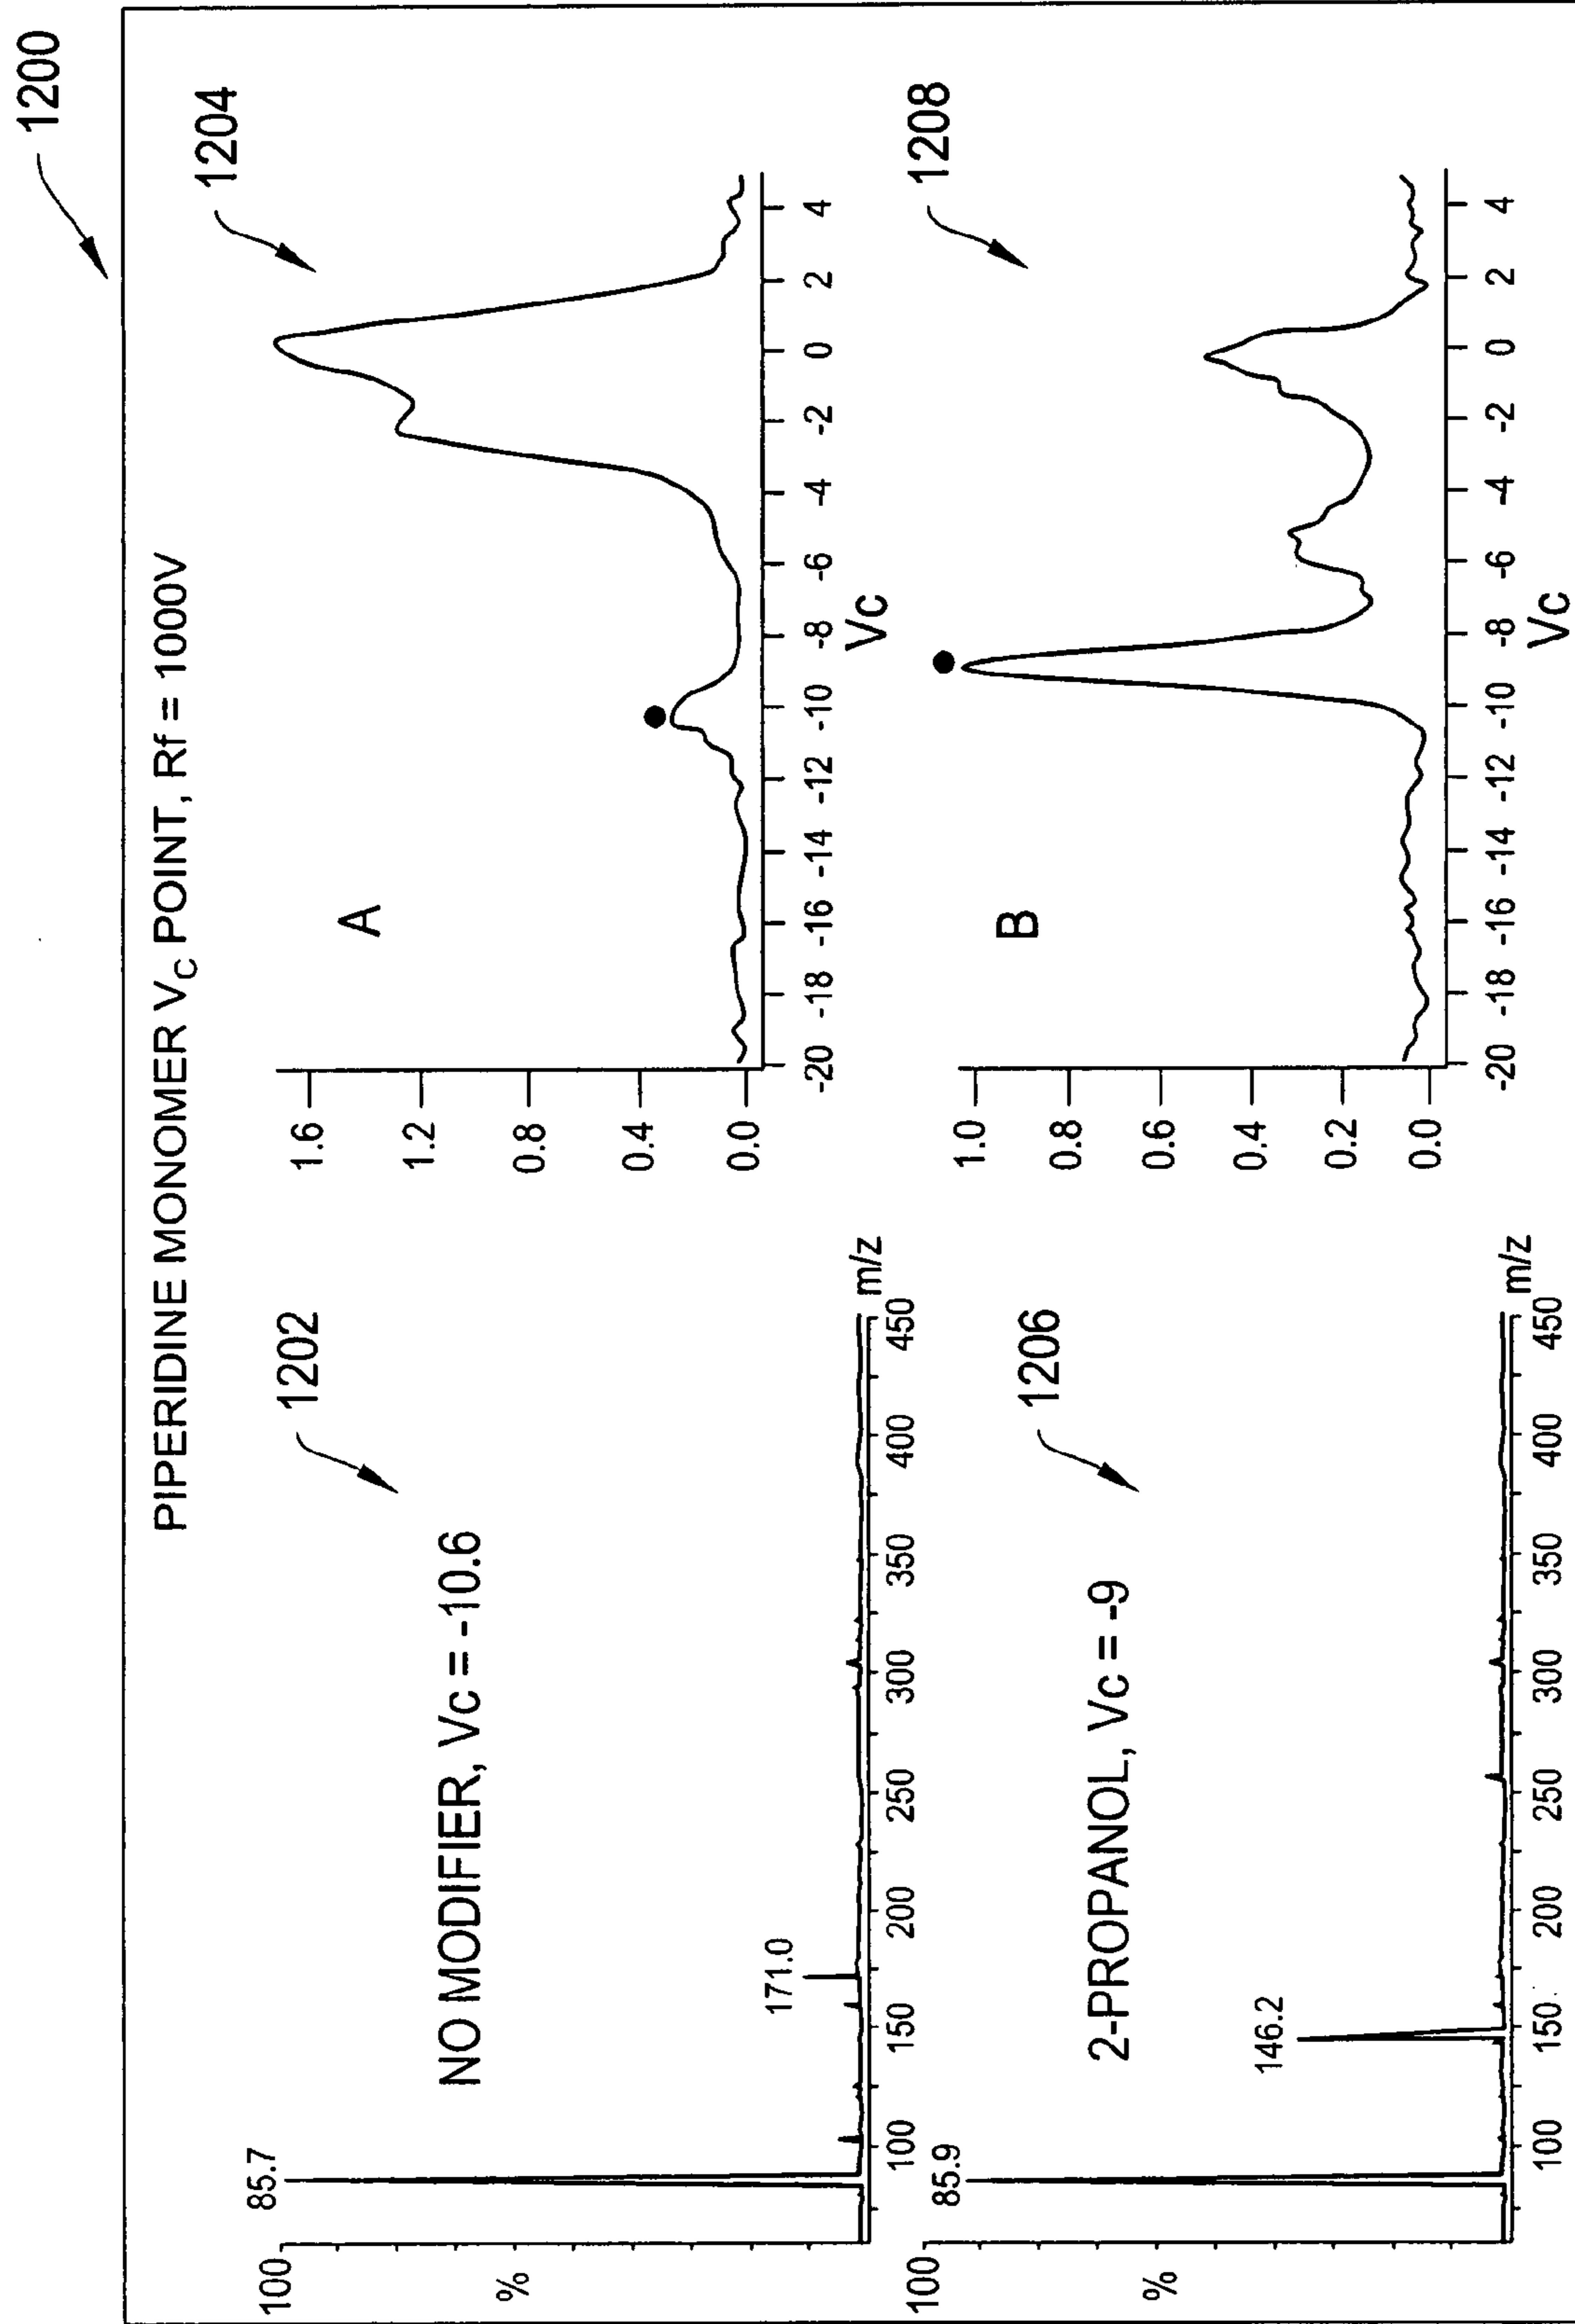 1200
PIPERIDINE MONOMER VC POINT, Rf = 1000V
1202
NO MODIFIER, Vc = -10.6
100
%
85.7
171.0
100 150 200 250 300 350 400 450
m/z
1204
A
1.6
1.2
0.8
0.4
0.0
-20 -18 -16 -14 -12 -10 -8 -6 -4 -2 0 2 4
Vc
1206
2-PROPANOL, Vc = -9
100
%
85.9
146.2
100 150 200 250 300 350 400 450
m/z
1208
B
1.0
0.8
0.6
0.4
0.2
0.0
-20 -18 -16 -14 -12 -10 -8 -6 -4 -2 0 2 4
Vc